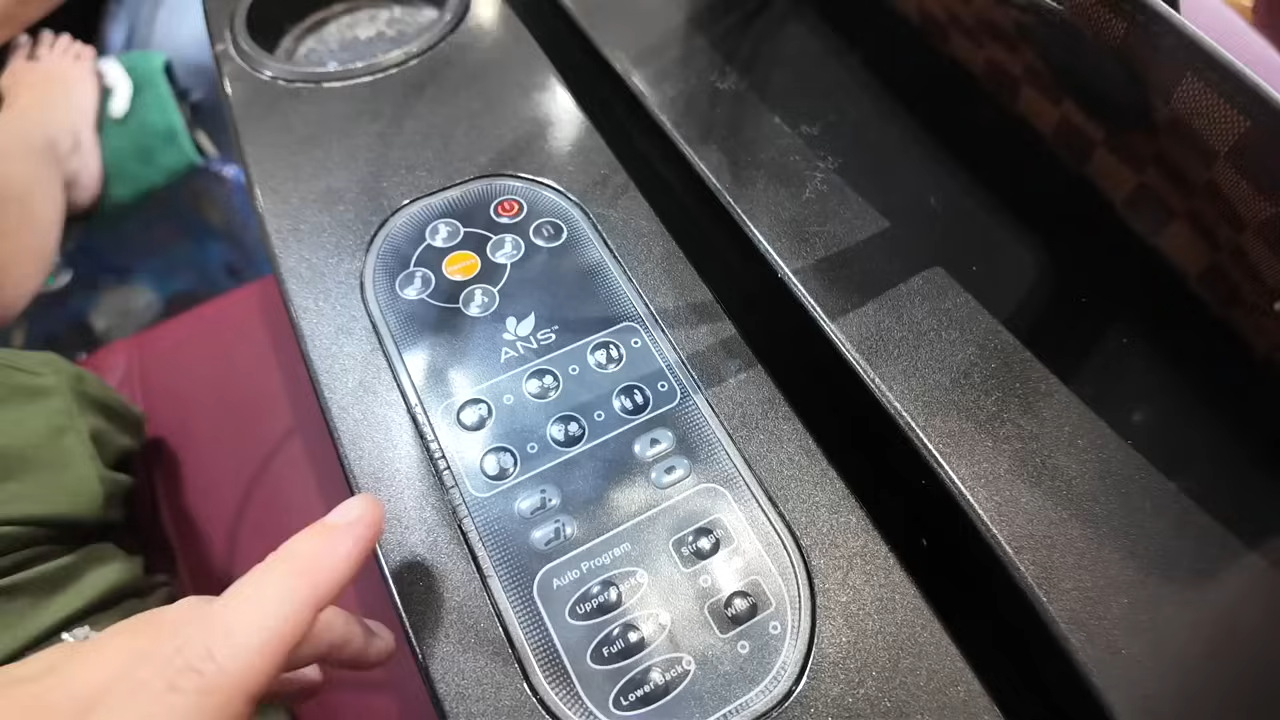 ANS™
Auto Program
Upper Back
Full Back
Lower Back
Strength
Width